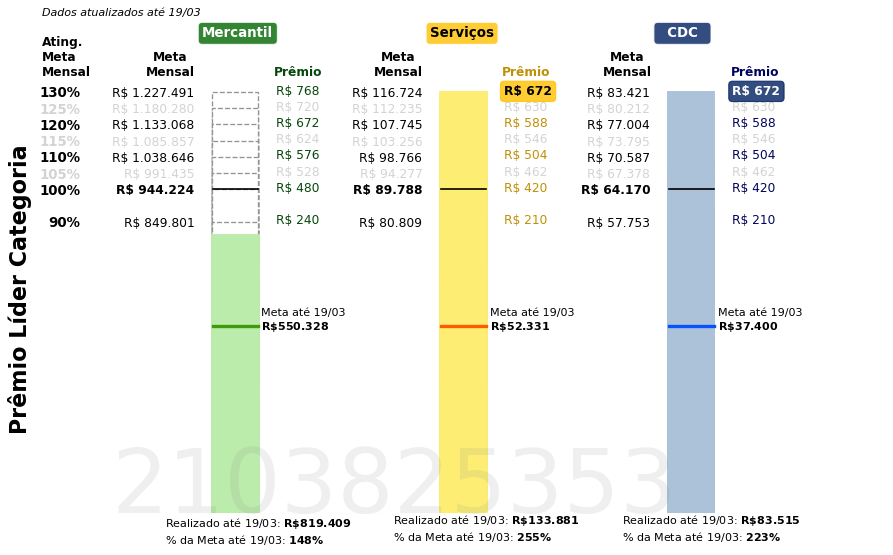 Dados atualizados até 19/03
Mercantil Serviços CDC
Ating.
Meta Meta Meta Meta
Mensal Mensal Prêmio Mensal Prêmio Mensal Prêmio
130% R$ 1.227.491 R$ 768 R$ 116.724 R$ 672 R$ 83.421 R$ 672
125% R$ 1.180.280 R$ 720 R$ 112.235 R$ 630 R$ 80.212 R$ 630
120% R$ 1.133.068 R$ 672 R$ 107.745 R$ 588 R$ 77.004 R$ 588
115% R$ 1.085.857 R$ 624 R$ 103.256 R$ 546 R$ 73.795 R$ 546
110% R$ 1.038.646 R$ 576 R$ 98.766 R$ 504 R$ 70.587 R$ 504
105% R$ 991.435 R$ 528 R$ 94.277 R$ 462 R$ 67.378 R$ 462
100% R$ 944.224 R$ 480 R$ 89.788 R$ 420 R$ 64.170 R$ 420
90% R$ 849.801 R$ 240 R$ 80.809 R$ 210 R$ 57.753 R$ 210
Prêmio Líder Categoria
Meta até 19/03 Meta até 19/03 Meta até 19/03
R$550.328 R$52.331 R$37.400
2103825353
Realizado até 19/03: R$819.409 Realizado até 19/03: R$133.881 Realizado até 19/03: R$83.515
% da Meta até 19/03: 148% % da Meta até 19/03: 255% % da Meta até 19/03: 223%